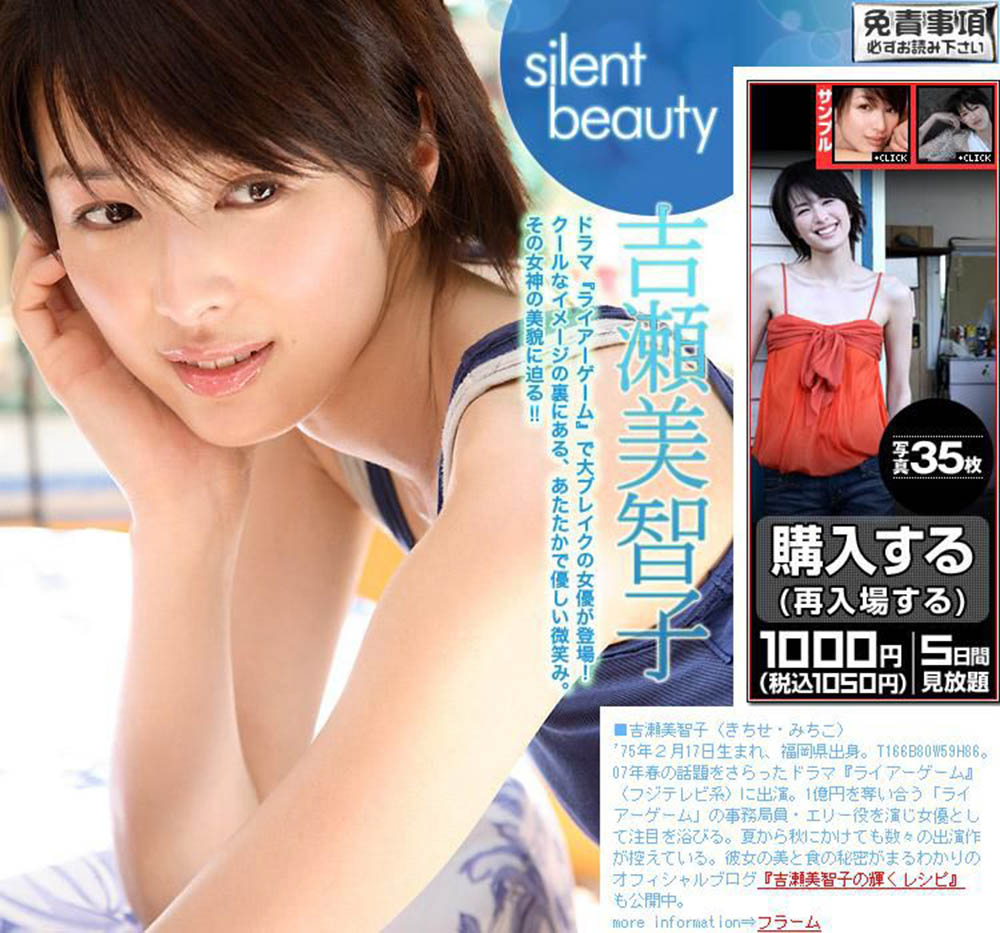 silent
beauty
『吉瀬美智子
ドラマ『ライアーゲーム』で大ブレイクの女優が登場!
クールなイメージの裏にある、あたたかで優しい微笑み。
その女神の美貌に迫る!!
免責事項
必ずお読み下さい
サンプル
+CLICK
+CLICK
写真35枚
購入する
(再入場する)
1000円
(税込1050円)
5日間
見放題
■吉瀬美智子〈きちせ・みちこ〉
'75年2月17日生まれ、福岡県出身。T166B80W59H86。
07年春の話題をさらったドラマ『ライアーゲーム』
〈フジテレビ系〉に出演。1億円を奪い合う「ライ
アーゲーム」の事務局員・エリー役を演じ女優とし
て注目を浴びる。夏から秋にかけても数々の出演作
が控えている。彼女の美と食の秘密がまるわかりの
オフィシャルブログ『吉瀬美智子の輝くレシピ』
も公開中。
more information⇒フラーム